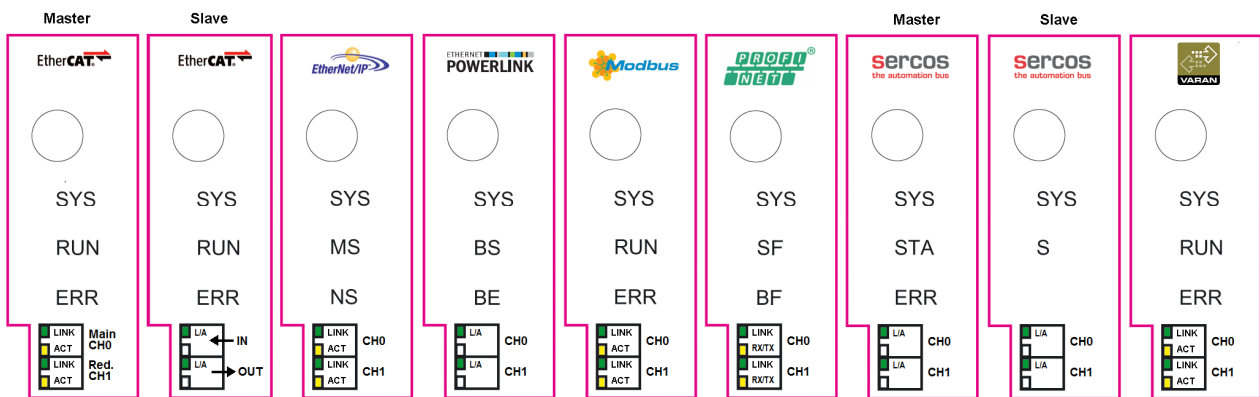 Master
EtherCAT®
SYS
RUN
ERR
LINK
ACT
Main
CH0
LINK
ACT
Red.
CH1
Slave
EtherCAT®
SYS
RUN
ERR
L/A
IN
L/A
OUT
EtherNet/IP™
SYS
MS
NS
LINK
ACT
CH0
LINK
ACT
CH1
ETHERNET
POWERLINK
SYS
BS
BE
L/A
CH0
L/A
CH1
Modbus
SYS
RUN
ERR
LINK
ACT
CH0
LINK
ACT
CH1
PROFI®
NET
SYS
SF
BF
LINK
RX/TX
CH0
LINK
RX/TX
CH1
Master
sercos
the automation bus
SYS
STA
ERR
L/A
CH0
L/A
CH1
Slave
sercos
the automation bus
SYS
S
L/A
CH0
L/A
CH1
VARAN
SYS
RUN
ERR
LINK
ACT
CH0
LINK
ACT
CH1